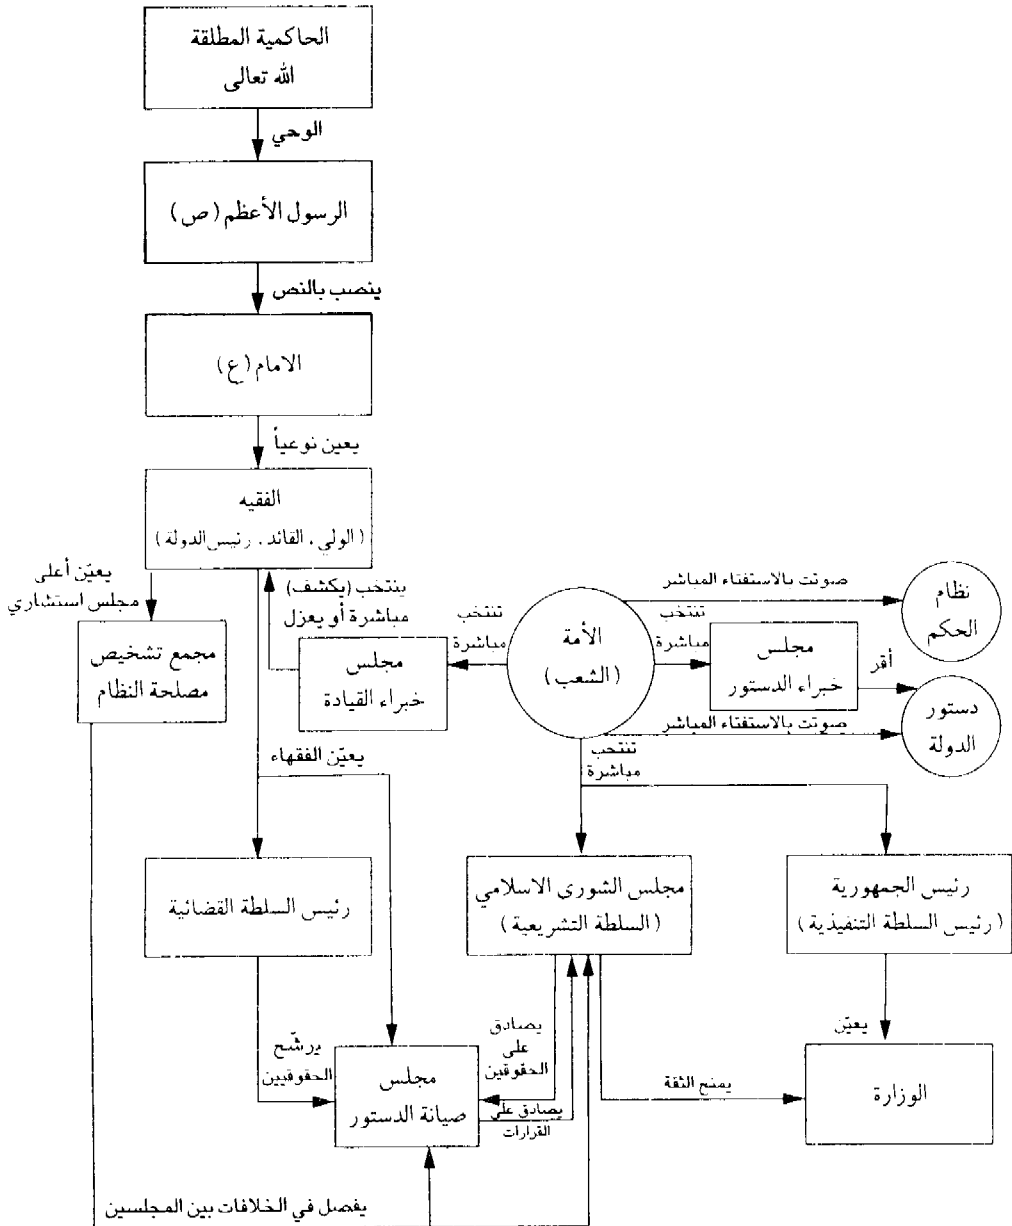 الحاكمية المطلقة
الله تعالى
الوحي
الرسول الأعظم (ص)
ينصب بالنص
الامام (ع)
يعين نوعياً
الفقيه
(الولي، القائد، رئيس الدولة)
يعيّن أعلى
مجلس استشاري
مجمع تشخيص
مصلحة النظام
ينتخب (يكشف)
مباشرة أو يعزل
مجلس
خبراء القيادة
تنتخب
مباشرة
الأمة
(الشعب)
صوتت بالاستفتاء المباشر
نظام
الحكم
تنتخب
مباشرة
مجلس
خبراء الدستور
أقر
دستور
الدولة
صوتت بالاستفتاء المباشر
تنتخب
مباشرة
يعيّن الفقهاء
رئيس السلطة القضائية
مجلس الشورى الاسلامي
(السلطة التشريعية)
رئيس الجمهورية
(رئيس السلطة التنفيذية)
يرشّح
الحقوقيين
مجلس
صيانة الدستور
يصادق
على
الحقوقين
يصادق على
القرارات
يمنح الثقة
يعيّن
الوزارة
يفصل في الخلافات بين المجلسين